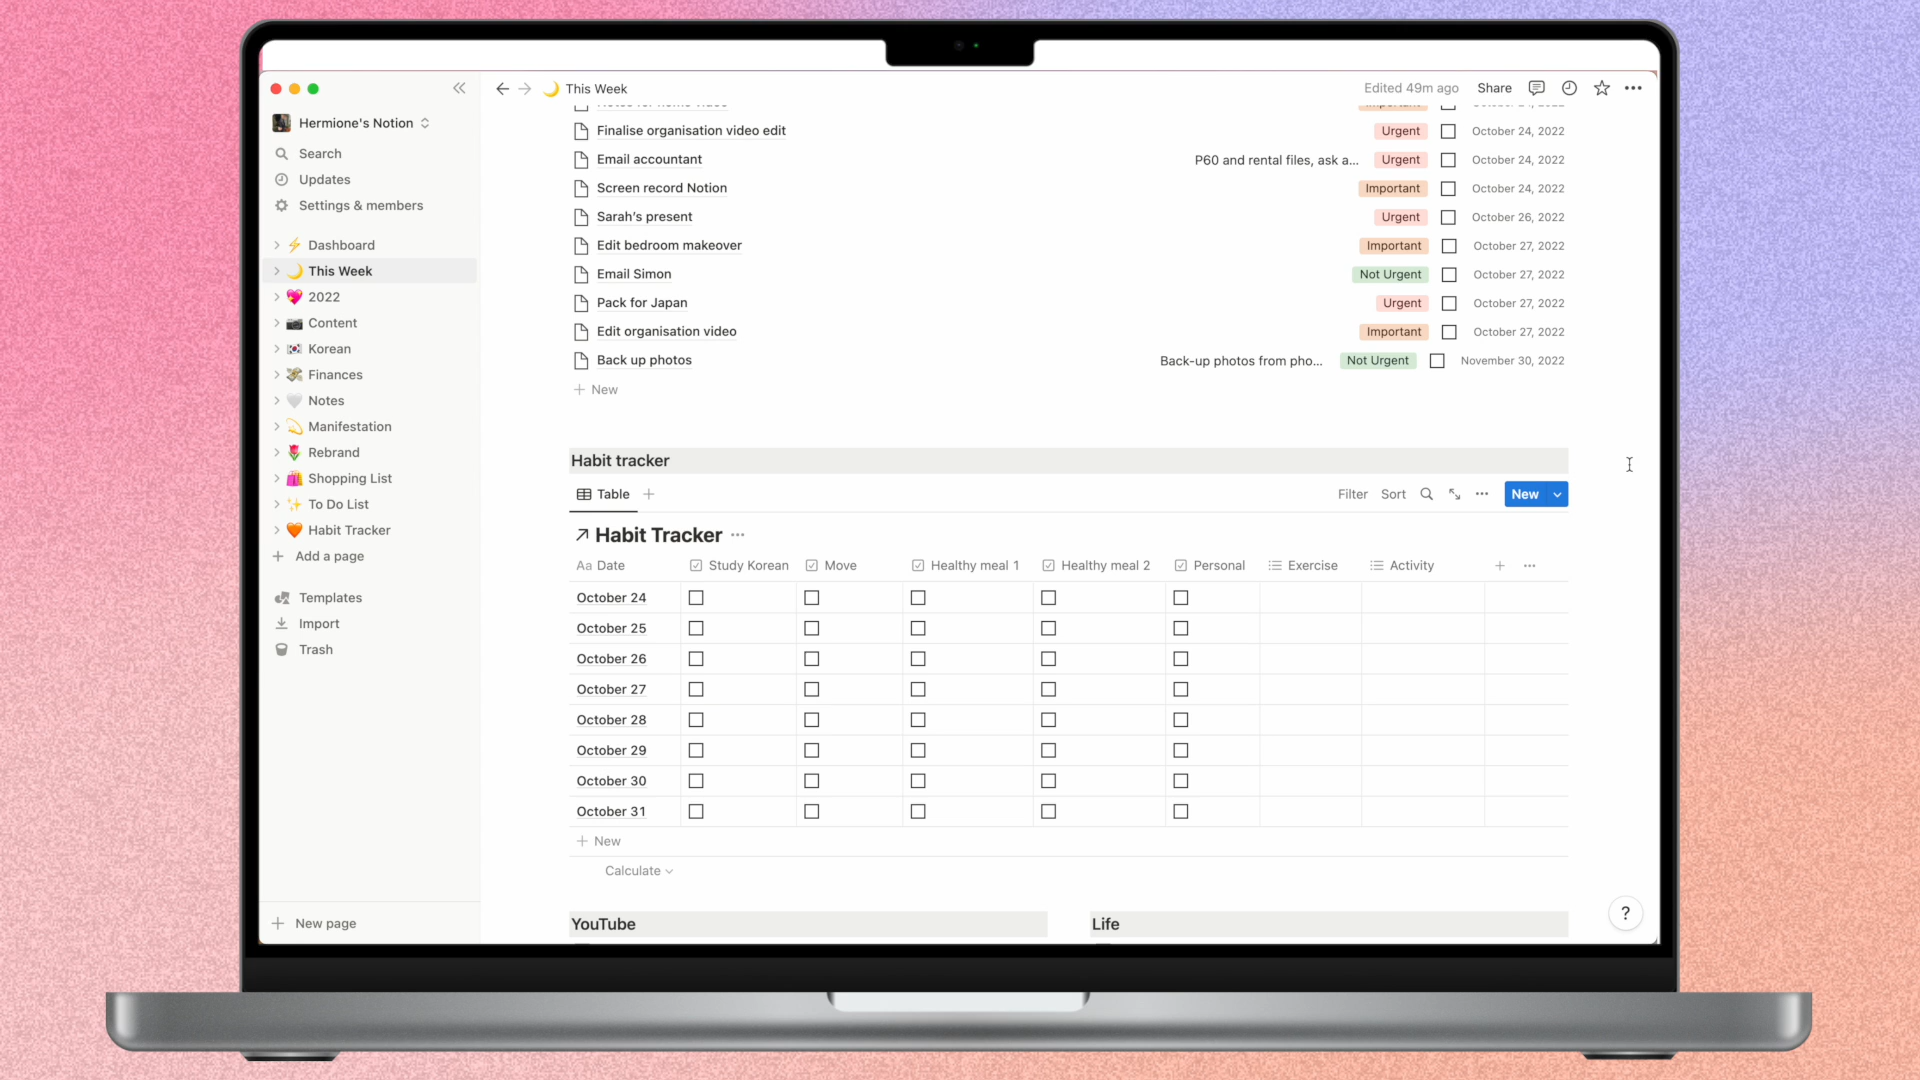 This Week
Edited 49m ago Share
Hermione's Notion
Search
Updates
Settings & members
Dashboard
This Week
2022
Content
Korean
Finances
Notes
Manifestation
Rebrand
Shopping List
To Do List
Habit Tracker
Add a page
Templates
Import
Trash
New page
Finalise organisation video edit Urgent October 24, 2022
Email accountant P60 and rental files, ask a... Urgent October 24, 2022
Screen record Notion Important October 24, 2022
Sarah's present Urgent October 26, 2022
Edit bedroom makeover Important October 27, 2022
Email Simon Not Urgent October 27, 2022
Pack for Japan Urgent October 27, 2022
Edit organisation video Important October 27, 2022
Back up photos Back-up photos from pho... Not Urgent November 30, 2022
New
Habit tracker
Table Filter Sort New
Habit Tracker
Aa Date Study Korean Move Healthy meal 1 Healthy meal 2 Personal Exercise Activity
October 24
October 25
October 26
October 27
October 28
October 29
October 30
October 31
New
Calculate
YouTube Life
?